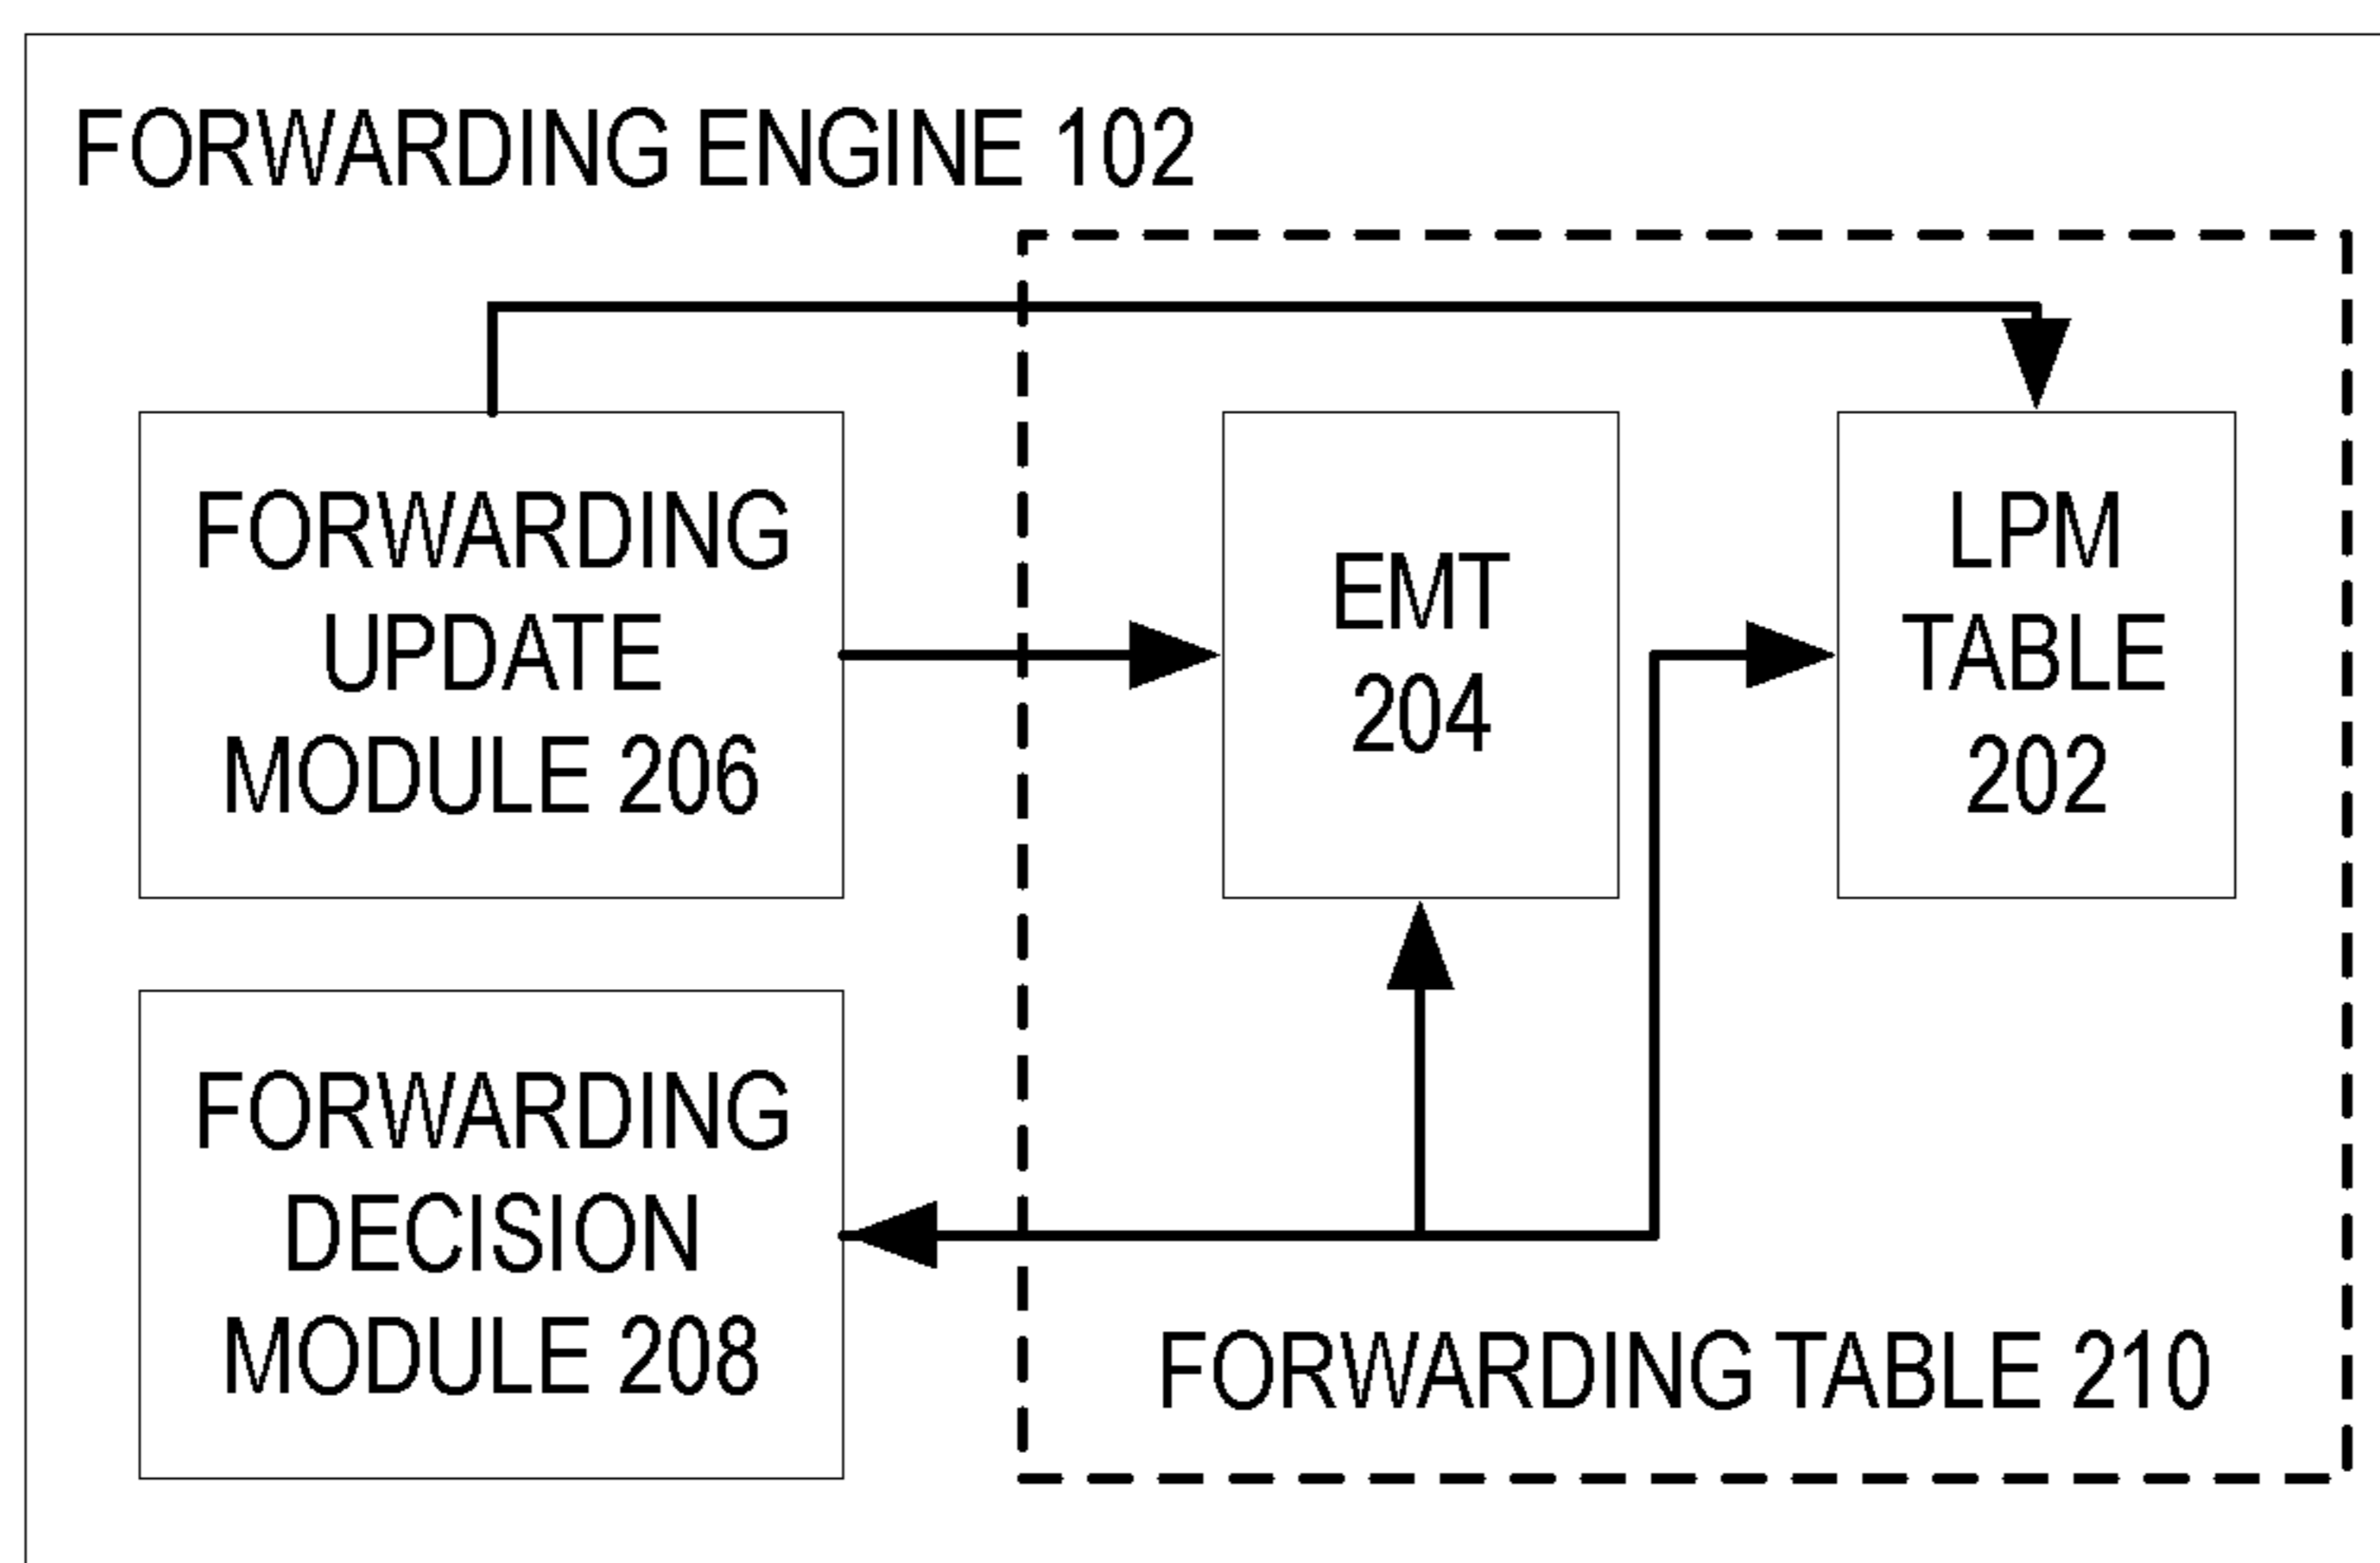 FORWARDING ENGINE 102
FORWARDING
UPDATE
MODULE 206
EMT
204
LPM
TABLE
202
FORWARDING
DECISION
MODULE 208
FORWARDING TABLE 210